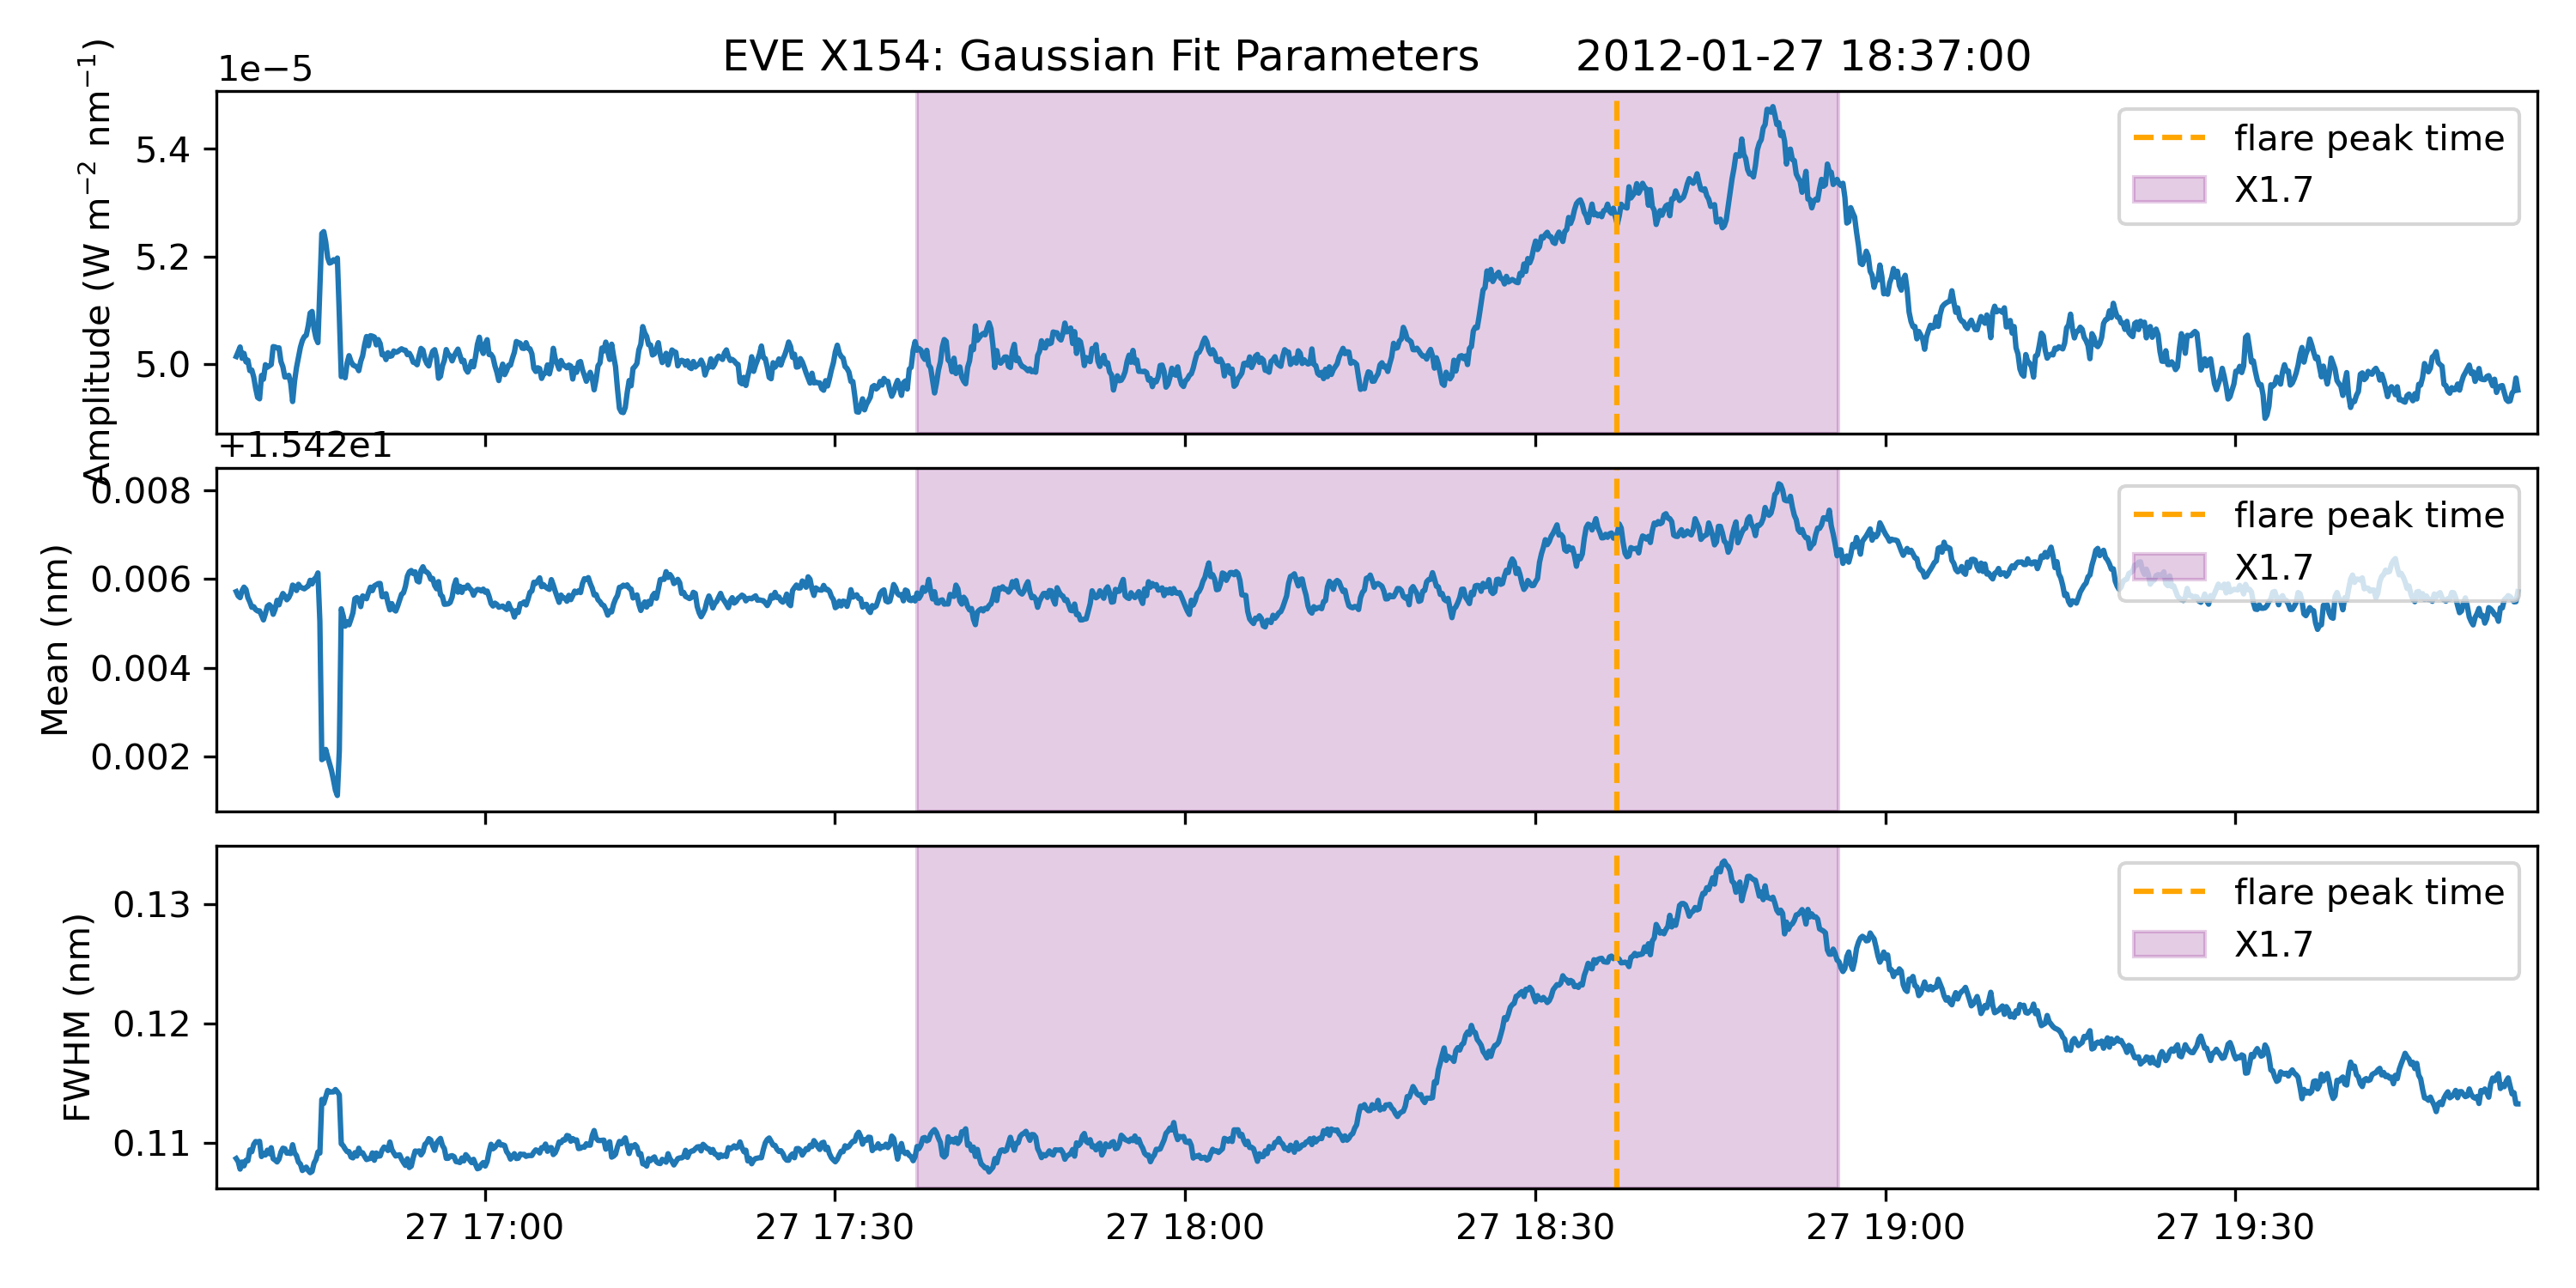 EVE X154: Gaussian Fit Parameters 2012-01-27 18:37:00
1e−5
Amplitude (W m⁻² nm⁻¹)
5.4
5.2
5.0
flare peak time
X1.7
+1.542e1
Mean (nm)
0.008
0.006
0.004
0.002
flare peak time
X1.7
FWHM (nm)
0.13
0.12
0.11
flare peak time
X1.7
27 17:00 27 17:30 27 18:00 27 18:30 27 19:00 27 19:30